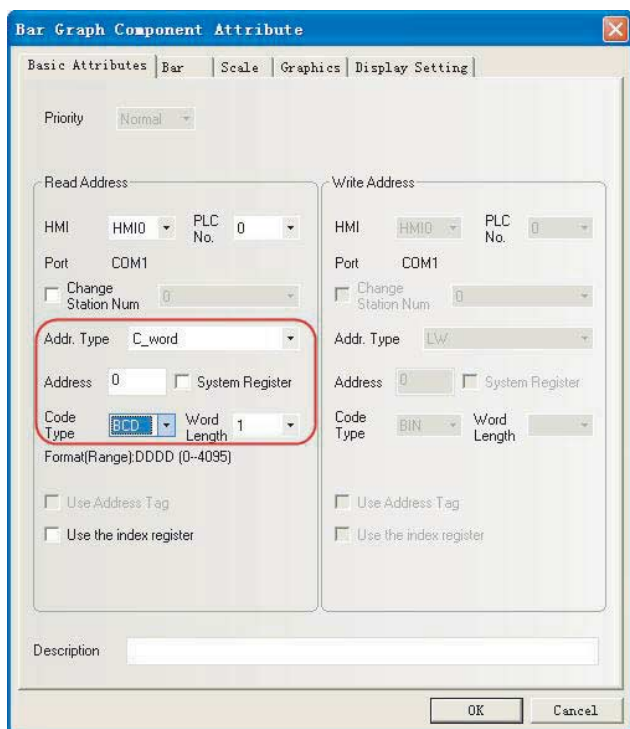 Bar Graph Component Attribute
Basic Attributes Bar Scale Graphics Display Setting
Priority Normal
Read Address
HMI HMI0 PLC No. 0
Port COM1
Change Station Num 0
Addr. Type C_word
Address 0 System Register
Code Type BCD Word Length 1
Format(Range):DDDD (0--4095)
Use Address Tag
Use the index register
Write Address
HMI HMI0 PLC No. 0
Port COM1
Change Station Num 0
Addr. Type LW
Address 0 System Register
Code Type BIN Word Length
Use Address Tag
Use the index register
Description
OK Cancel